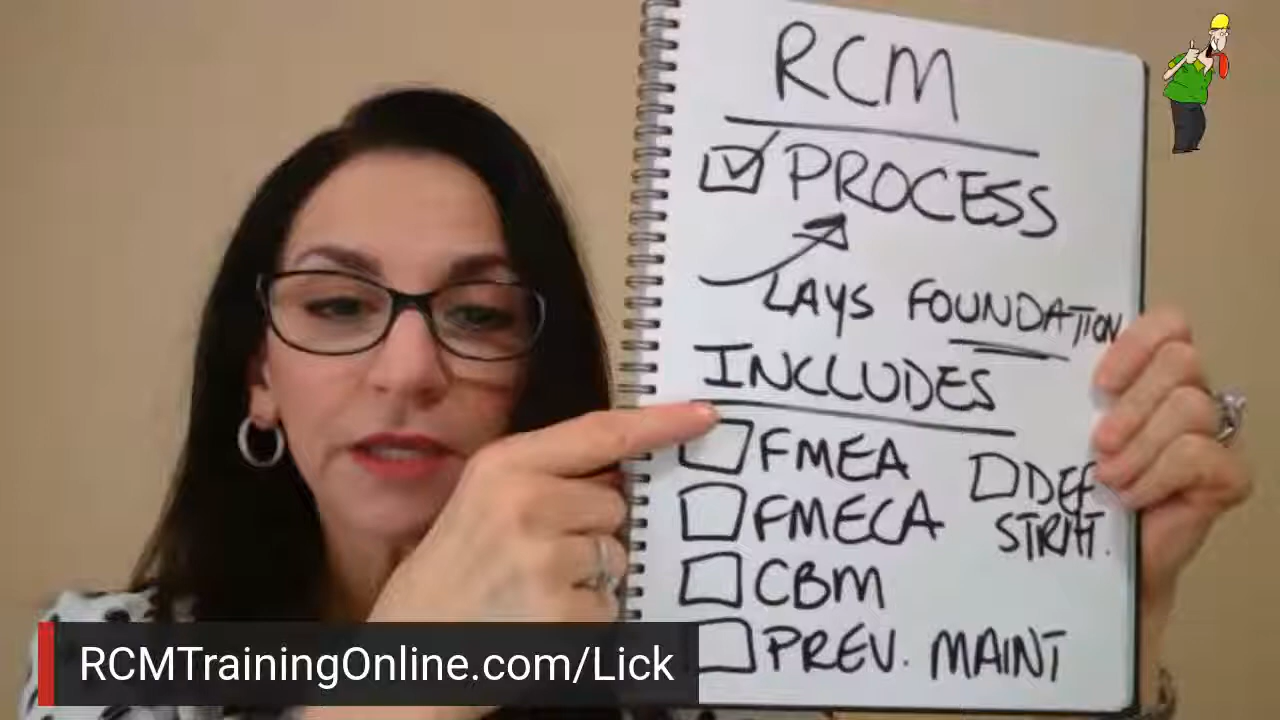 RCM
PROCESS
LAYS FOUNDATION
INCLUDES
FMEA
FMECA
CBM
PREV. MAINT
DEF
STRAT.
RCMTrainingOnline.com/Lick